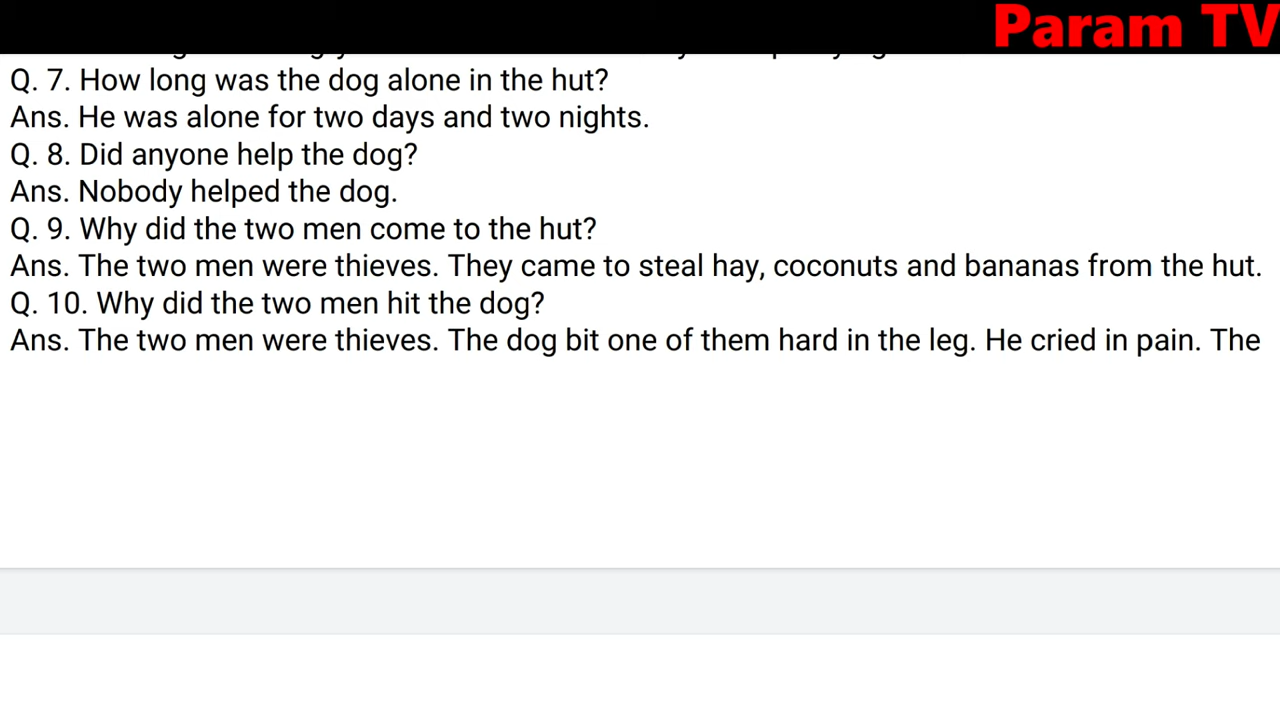 Param TV
Q. 7. How long was the dog alone in the hut?
Ans. He was alone for two days and two nights.
Q. 8. Did anyone help the dog?
Ans. Nobody helped the dog.
Q. 9. Why did the two men come to the hut?
Ans. The two men were thieves. They came to steal hay, coconuts and bananas from the hut.
Q. 10. Why did the two men hit the dog?
Ans. The two men were thieves. The dog bit one of them hard in the leg. He cried in pain. The